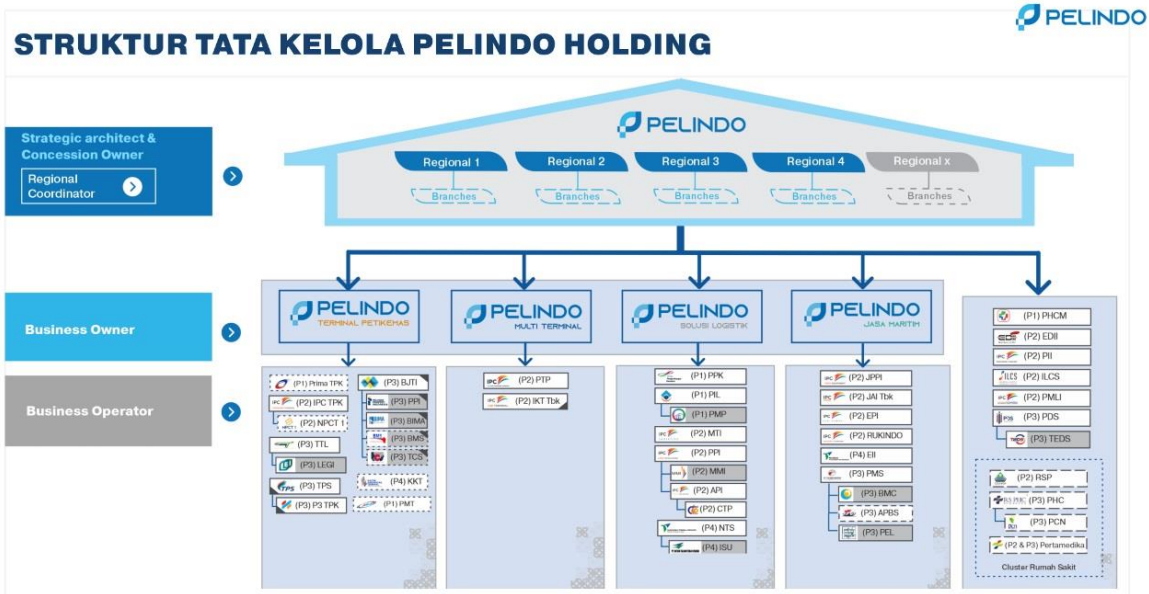 PELINDO
STRUKTUR TATA KELOLA PELINDO HOLDING
Strategic architect &
Concession Owner
Regional
Coordinator
PELINDO
Regional 1
Regional 2
Regional 3
Regional 4
Regional x
Branches
Branches
Branches
Branches
Branches
Business Owner
PELINDO
TERMINAL PETIKEMAS
PELINDO
MULTI TERMINAL
PELINDO
SOLUSI LOGISTIK
PELINDO
JASA MARITIM
Business Operator
(P1) Prima TPK
(P2) IPC TPK
(P2) NPCT 1
(P3) TTL
(P3) LEGI
(P3) TPS
(P3) P3 TPK
(P3) BJTI
(P3) PPI
(P3) BIMA
(P3) BMS
(P3) TCS
(P4) KKT
(P1) PMT
(P2) PTP
(P2) IKT Tbk
(P1) PPK
(P1) PIL
(P1) PMP
(P2) MTI
(P2) PPI
(P2) MMI
(P2) API
(P2) CTP
(P4) NTS
(P4) ISU
(P2) JPPI
(P2) JAI Tbk
(P2) EPI
(P2) RUKINDO
(P4) EII
(P3) PMS
(P3) BMC
(P3) APBS
(P3) PEL
(P1) PHCM
(P2) EDII
(P2) PII
(P2) ILCS
(P2) PMLI
(P3) PDS
(P3) TEDS
(P2) RSP
(P3) PHC
(P3) PCN
(P2 & P3) Pertamedika
Cluster Rumah Sakit